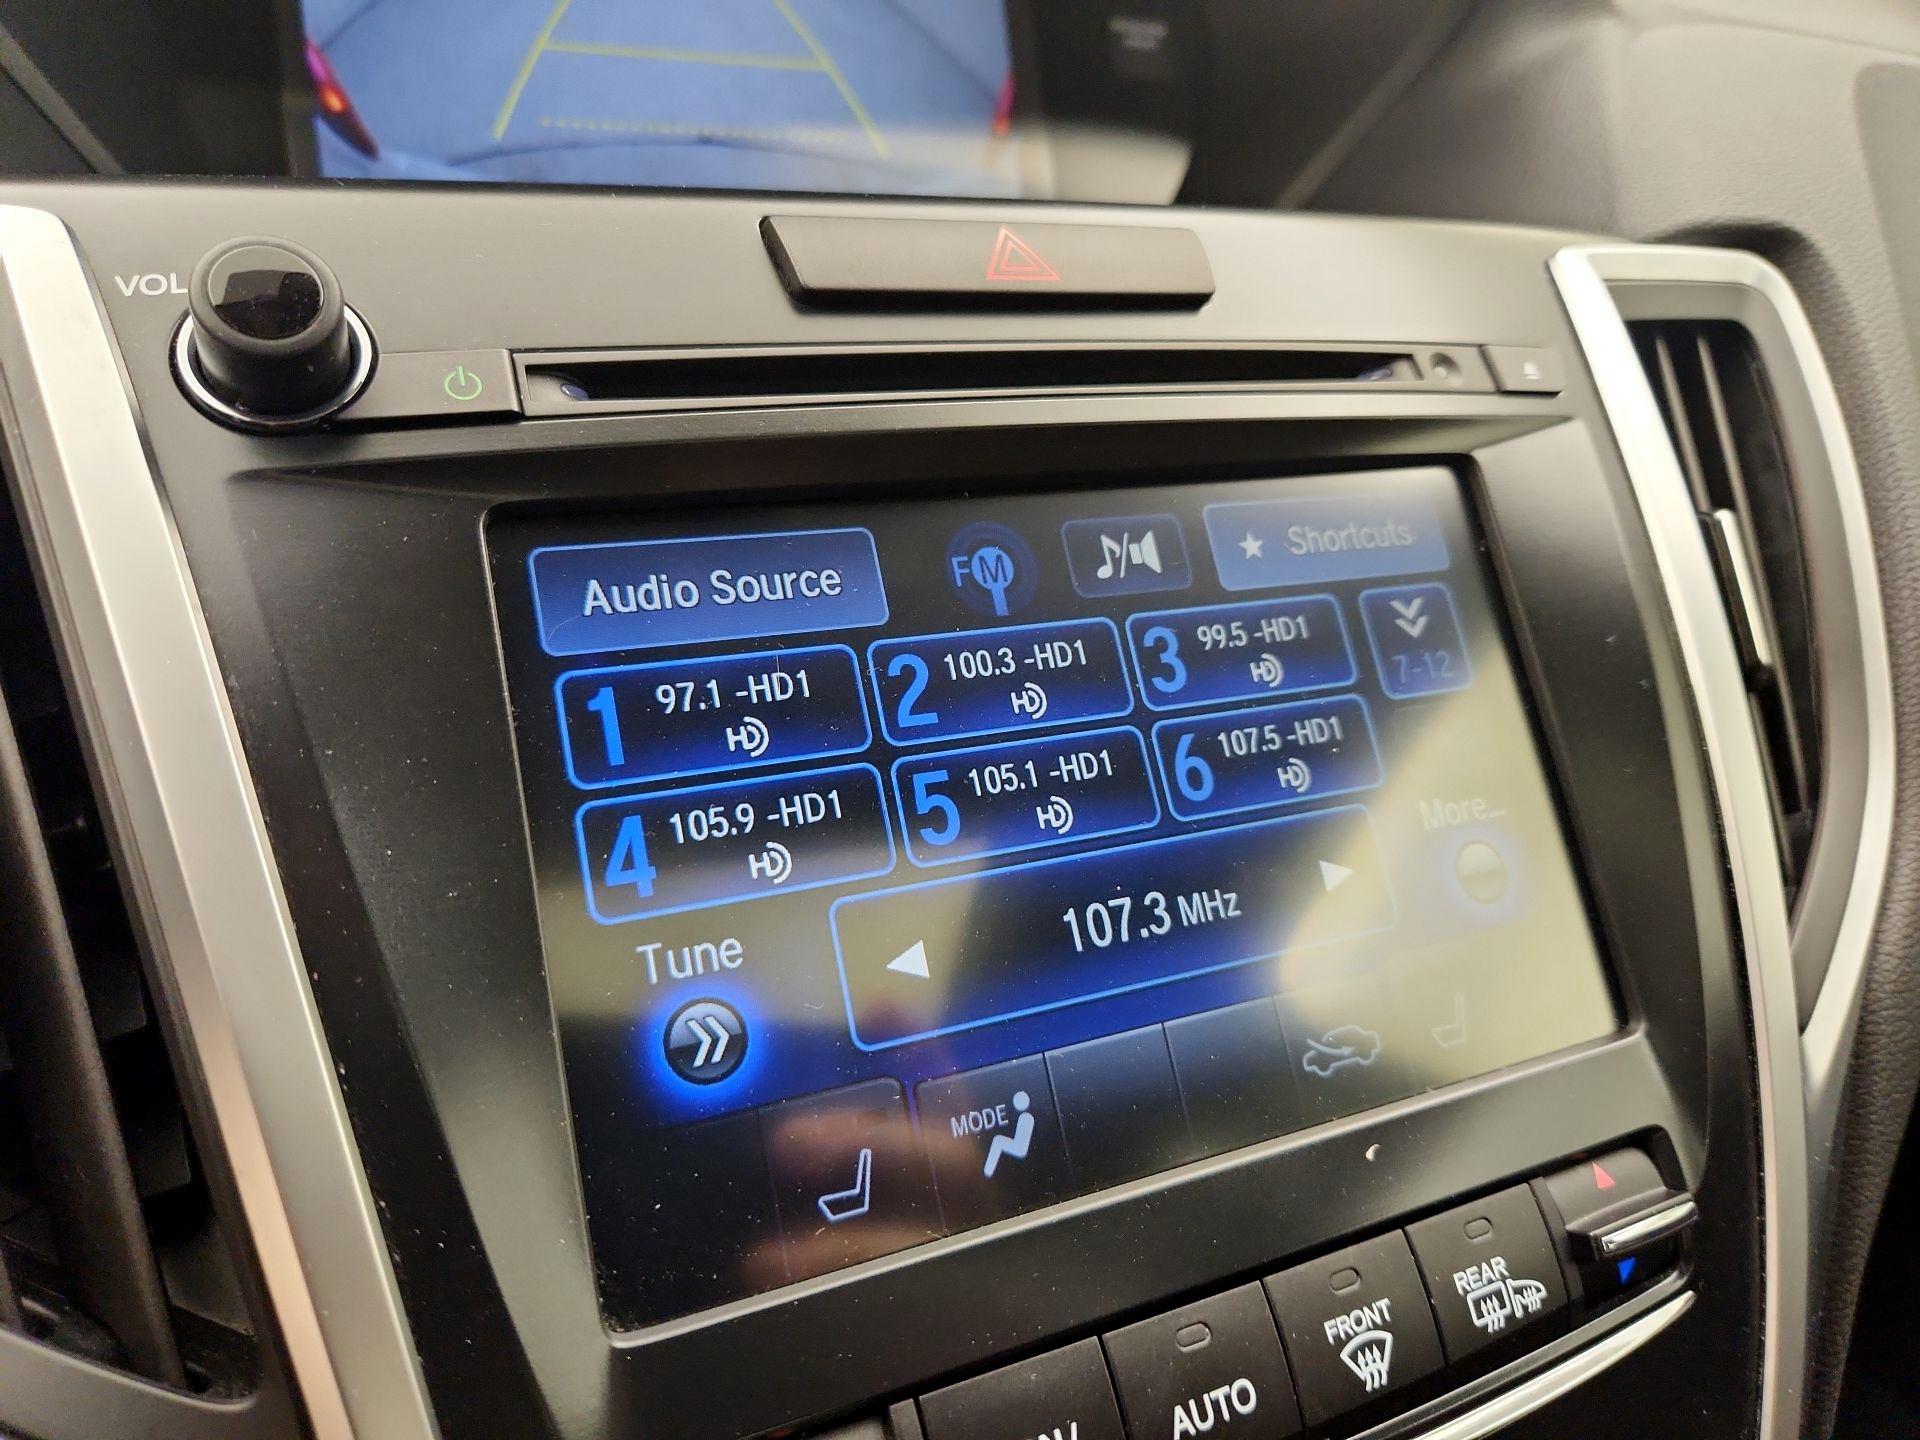 VOL
Audio Source
FM
Shortcuts
1 97.1 -HD1
HD
2 100.3 -HD1
HD
3 99.5 -HD1
HD
7-12
4 105.9 -HD1
HD
5 105.1 -HD1
HD
6 107.5 -HD1
HD
More...
107.3 MHz
Tune
MODE
AUTO
FRONT
REAR